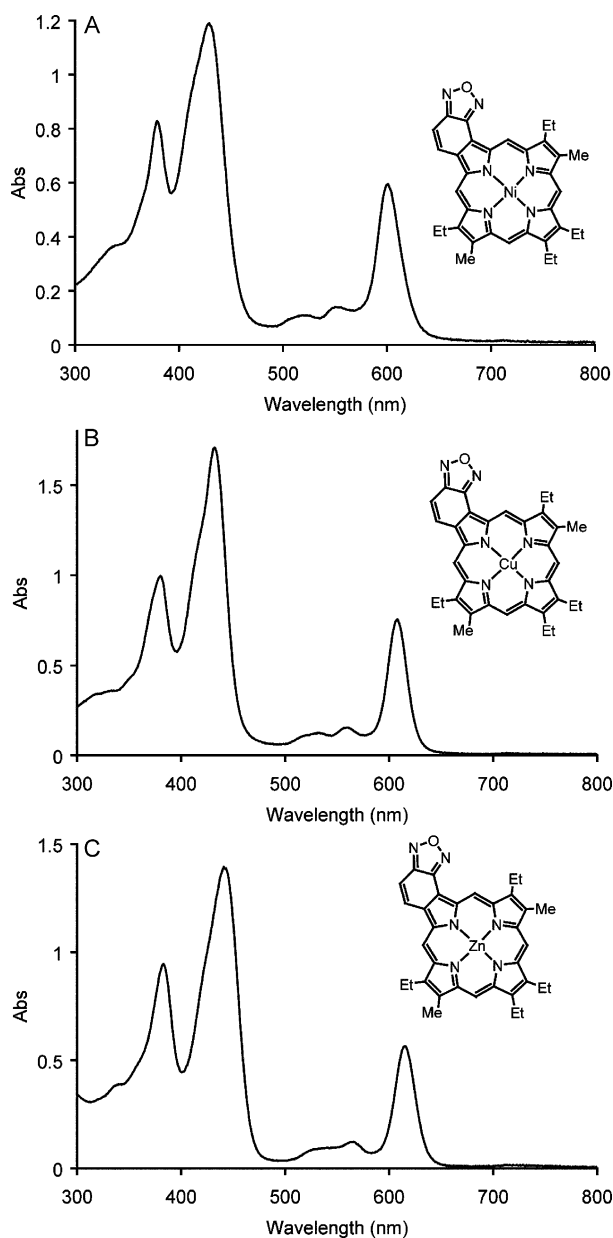 A
1.2
1
0.8
0.6
0.4
0.2
0
Abs
300 400 500 600 700 800
Wavelength (nm)
O
N N
Et
Me
N N
Ni
N N
Et Et
Me Et
B
1.5
1
0.5
0
Abs
300 400 500 600 700 800
Wavelength (nm)
O
N N
Et
Me
N N
Cu
N N
Et Et
Me Et
C
1.5
1
0.5
0
Abs
300 400 500 600 700 800
Wavelength (nm)
O
N N
Et
Me
N N
Zn
N N
Et Et
Me Et